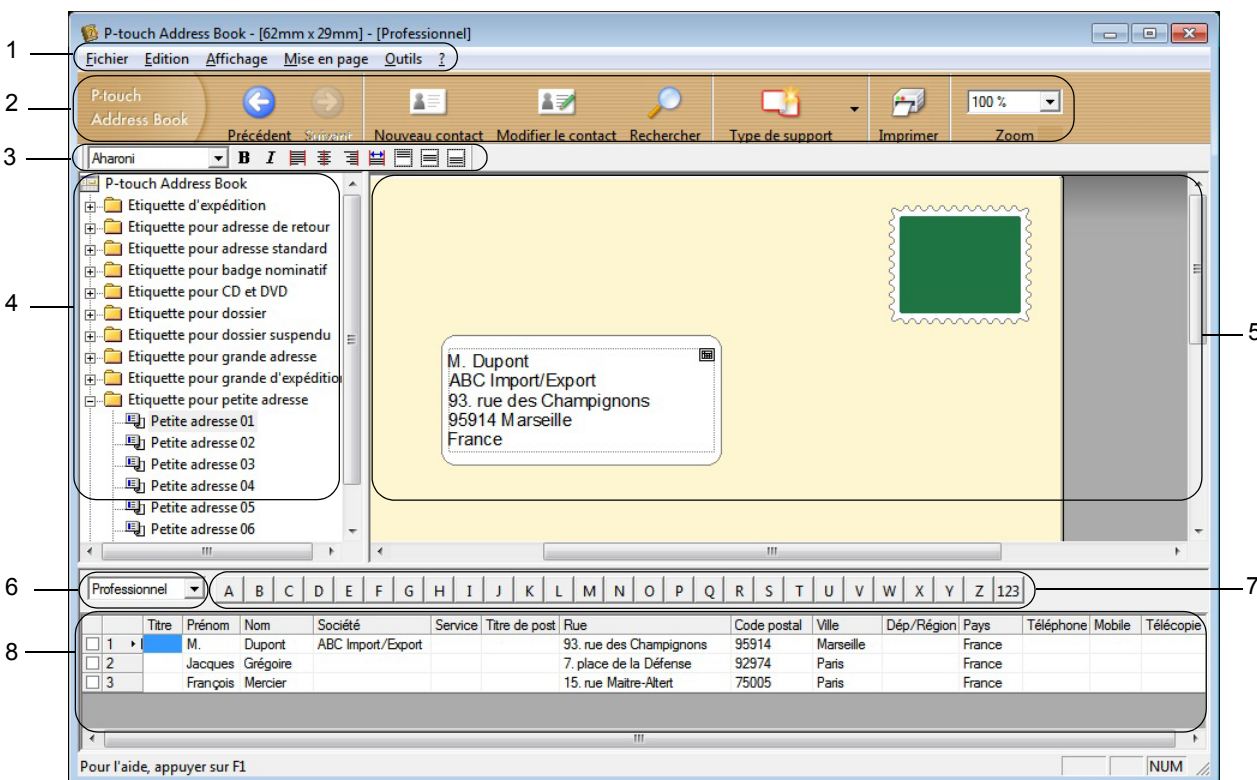 P-touch Address Book - [62mm x 29mm] - [Professionnel]
1
Fichier Edition Affichage Mise en page Outils ?
2
P-touch
Address Book
Précédent Suivant Nouveau contact Modifier le contact Rechercher Type de support Imprimer 100 % Zoom
3
Aharoni B I
4
P-touch Address Book
Etiquette d'expédition
Etiquette pour adresse de retour
Etiquette pour adresse standard
Etiquette pour badge nominatif
Etiquette pour CD et DVD
Etiquette pour dossier
Etiquette pour dossier suspendu
Etiquette pour grande adresse
Etiquette pour grande d'expédition
Etiquette pour petite adresse
Petite adresse 01
Petite adresse 02
Petite adresse 03
Petite adresse 04
Petite adresse 05
Petite adresse 06
M. Dupont
ABC Import/Export
93. rue des Champignons
95914 Marseille
France
5
6
Professionnel
A B C D E F G H I J K L M N O P Q R S T U V W X Y Z 123
7
8
Titre Prénom Nom Société Service Titre de post Rue Code postal Ville Dép/Région Pays Téléphone Mobile Télécopie
1 M. Dupont ABC Import/Export 93. rue des Champignons 95914 Marseille France
2 Jacques Grégoire 7. place de la Défense 92974 Paris France
3 François Mercier 15. rue Maitre-Altert 75005 Paris France
Pour l'aide, appuyer sur F1
NUM